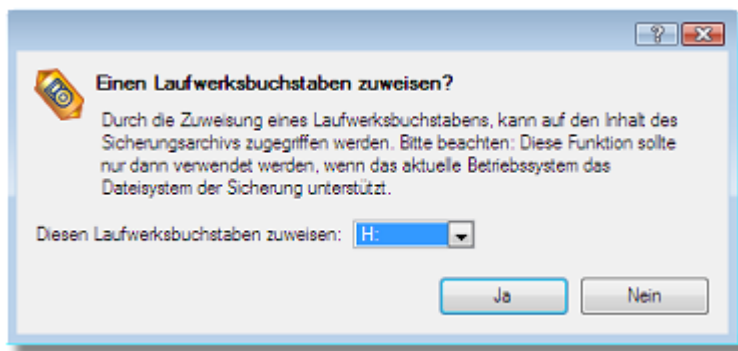 Einen Laufwerksbuchstaben zuweisen?
Durch die Zuweisung eines Laufwerksbuchstabens, kann auf den Inhalt des
Sicherungsarchivs zugegriffen werden. Bitte beachten: Diese Funktion sollte
nur dann verwendet werden, wenn das aktuelle Betriebssystem das
Dateisystem der Sicherung unterstützt.
Diesen Laufwerksbuchstaben zuweisen: H:
Ja Nein